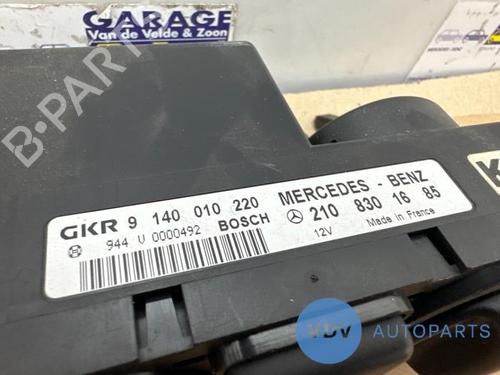 GARAGE
Van de Velde & Zoon
B-PARTS
GKR 9 140 010 220 MERCEDES - BENZ
944 V 0000492 BOSCH 210 830 16 85
12V Made in France
K
VDV AUTOPARTS